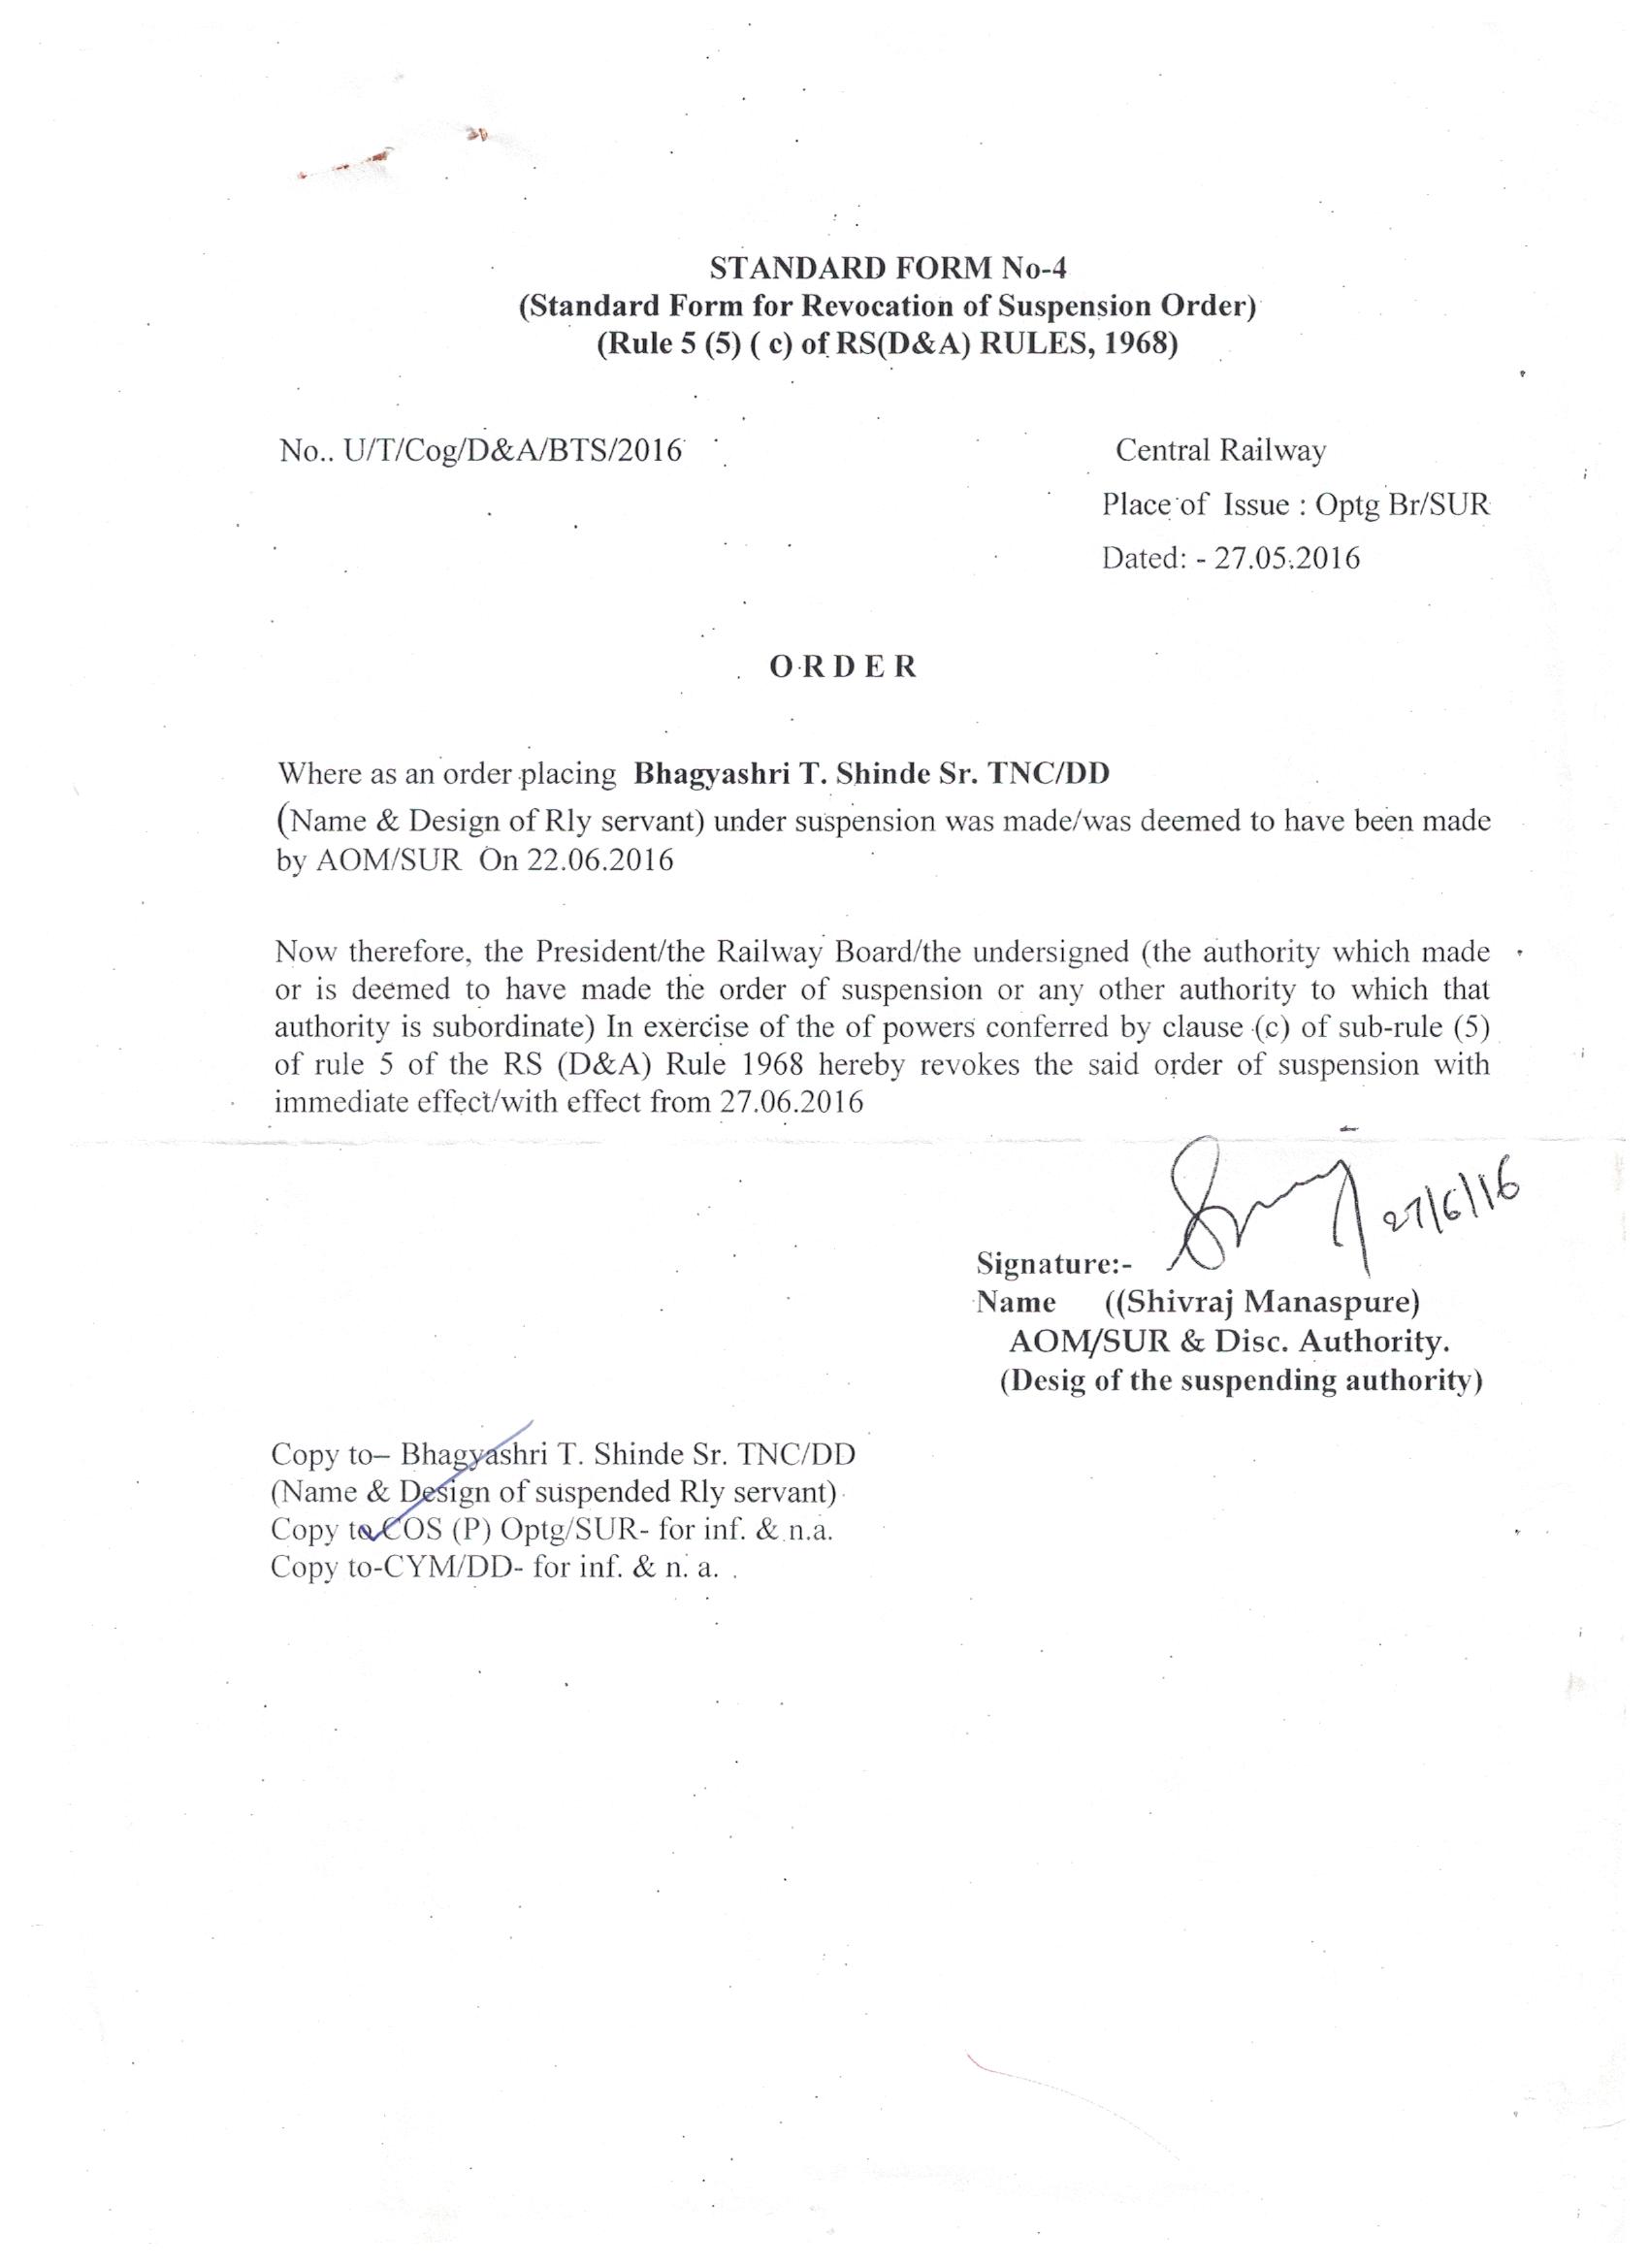 STANDARD FORM No-4
(Standard Form for Revocation of Suspension Order)
(Rule 5 (5) ( c) of RS(D&A) RULES, 1968)
No.. U/T/Cog/D&A/BTS/2016
Central Railway
Place of Issue : Optg Br/SUR
Dated: - 27.05.2016
O R D E R
Where as an order placing Bhagyashri T. Shinde Sr. TNC/DD
(Name & Design of Rly servant) under suspension was made/was deemed to have been made
by AOM/SUR On 22.06.2016
Now therefore, the President/the Railway Board/the undersigned (the authority which made
or is deemed to have made the order of suspension or any other authority to which that
authority is subordinate) In exercise of the of powers conferred by clause (c) of sub-rule (5)
of rule 5 of the RS (D&A) Rule 1968 hereby revokes the said order of suspension with
immediate effect/with effect from 27.06.2016
27/6/16
Signature:-
Name ((Shivraj Manaspure)
AOM/SUR & Disc. Authority.
(Desig of the suspending authority)
Copy to– Bhagyashri T. Shinde Sr. TNC/DD
(Name & Design of suspended Rly servant)
Copy to COS (P) Optg/SUR- for inf. & n.a.
Copy to-CYM/DD- for inf. & n. a.